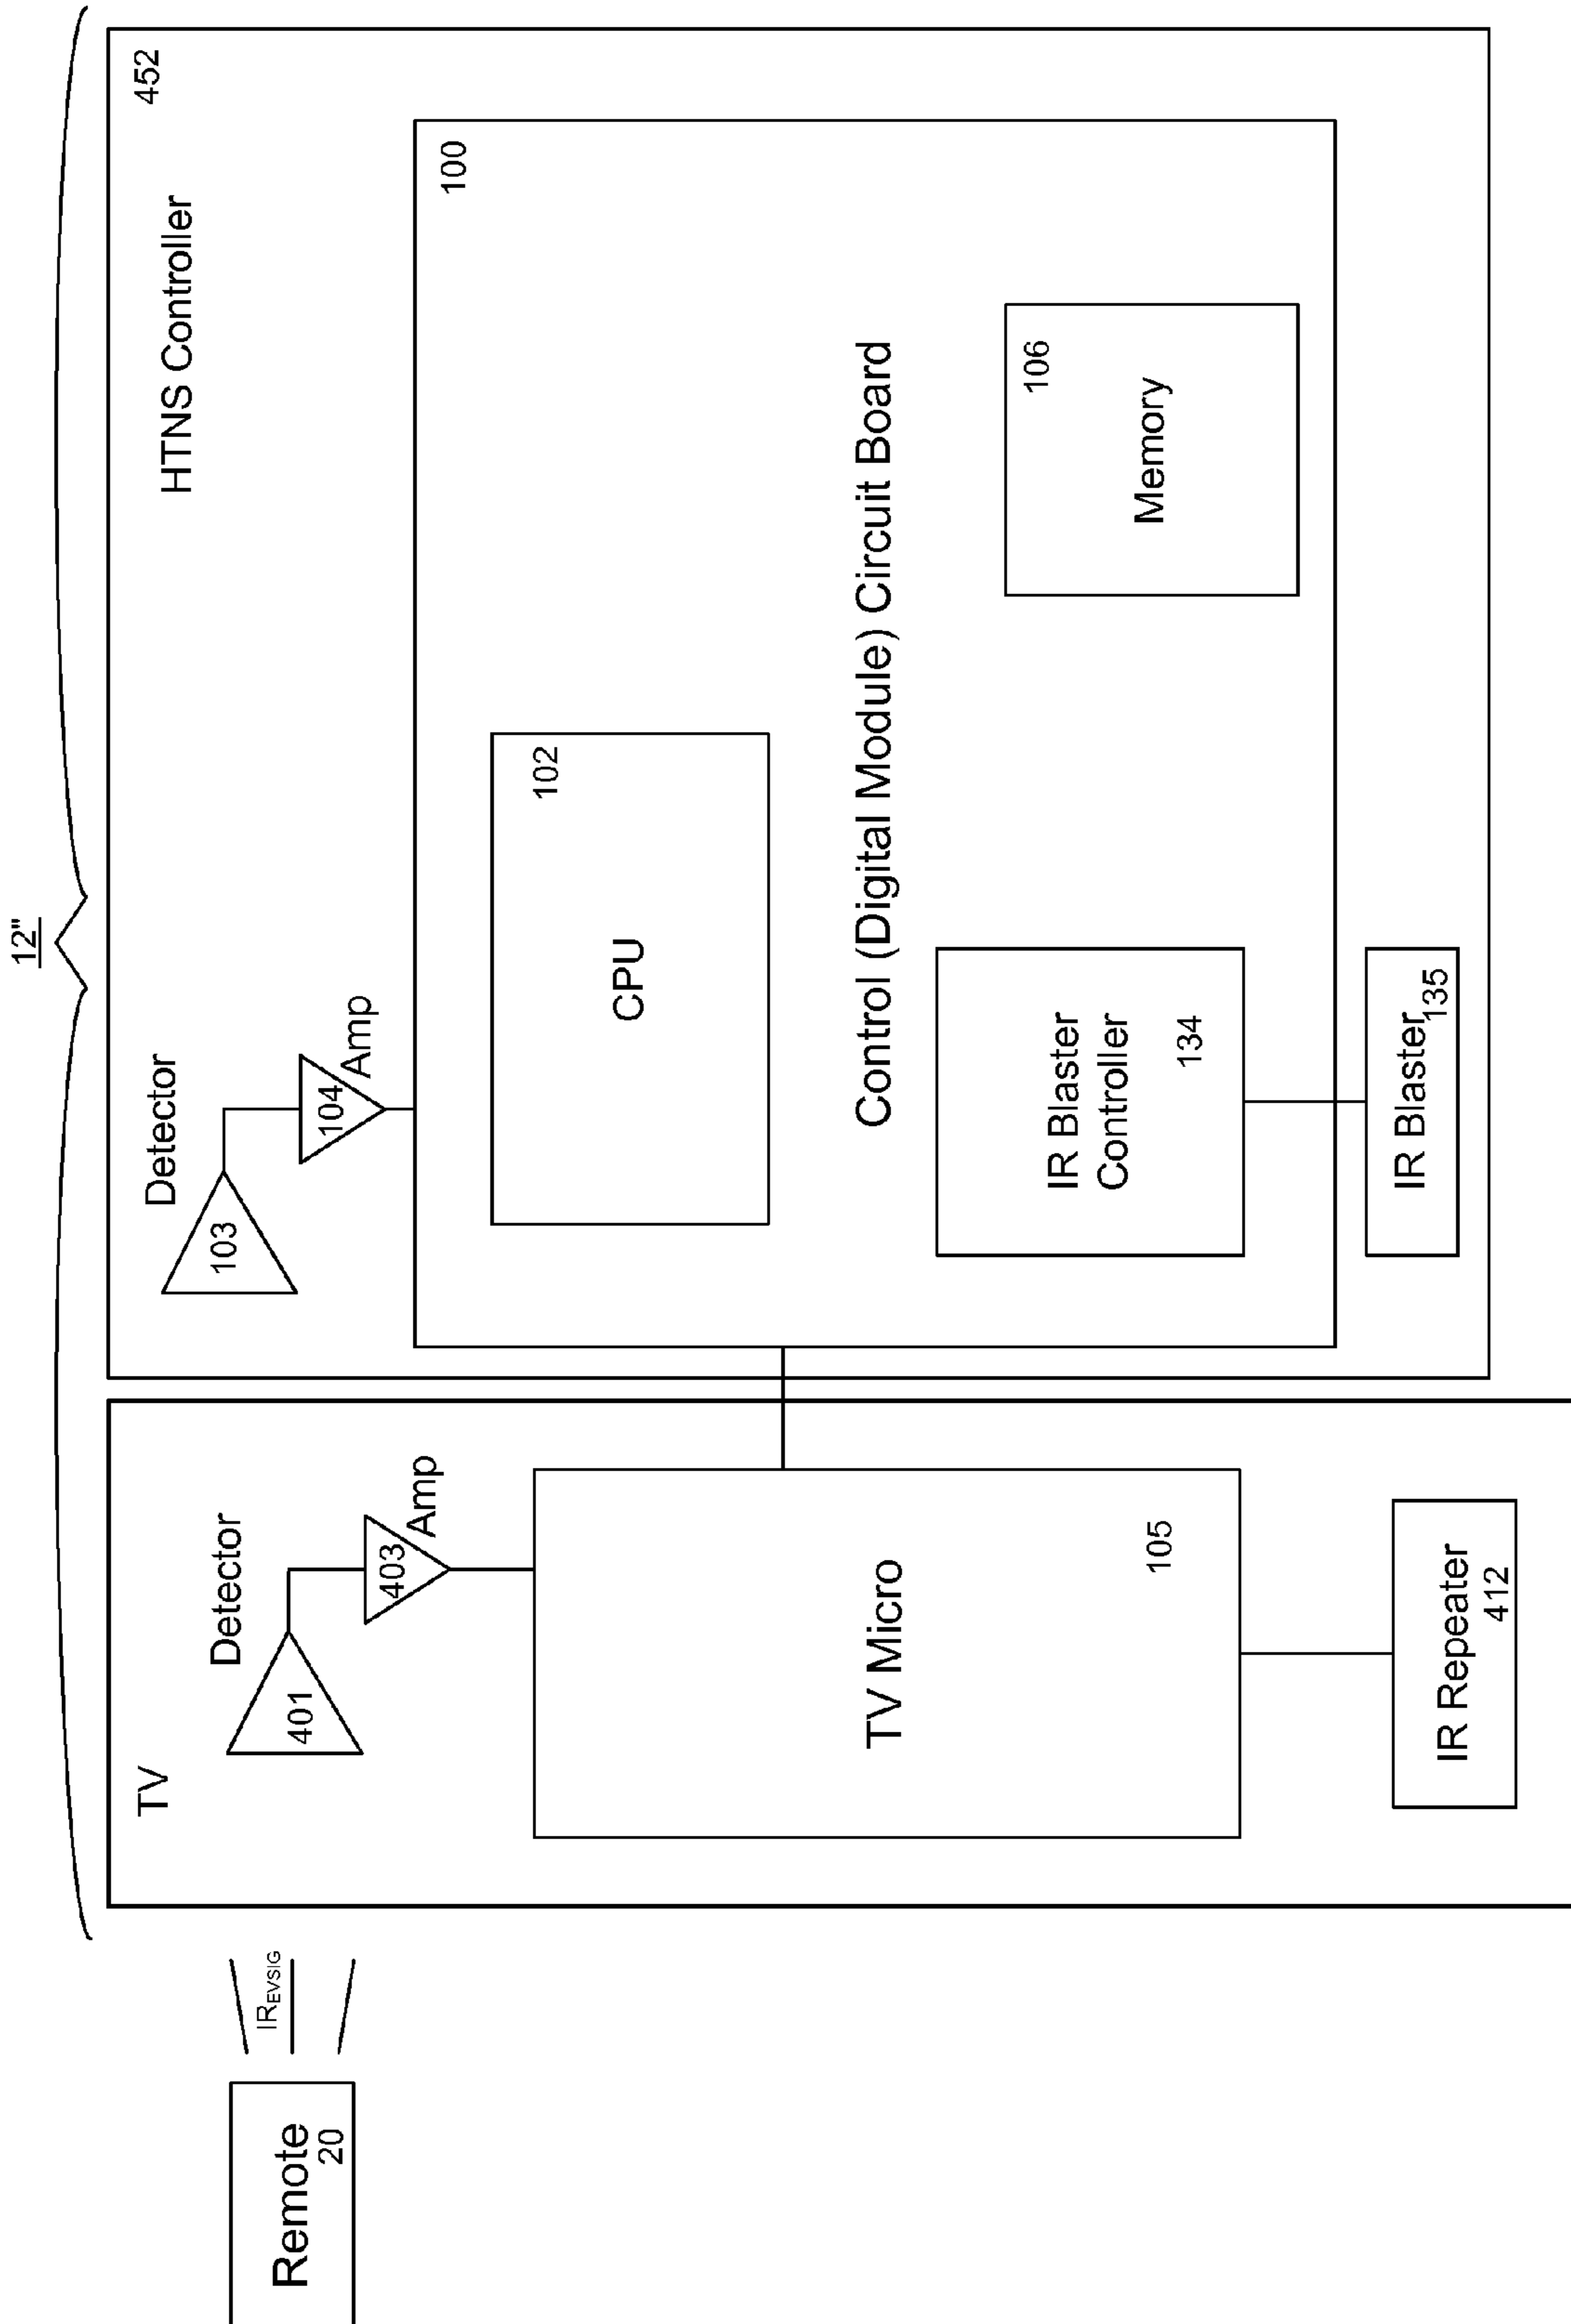 12"
Remote
20
IREVSIG
TV
Detector
401
403
Amp
TV Micro
105
IR Repeater
412
452
HTNS Controller
Detector
103
104
Amp
100
102
CPU
Control (Digital Module) Circuit Board
IR Blaster
Controller
134
106
Memory
IR Blaster
135